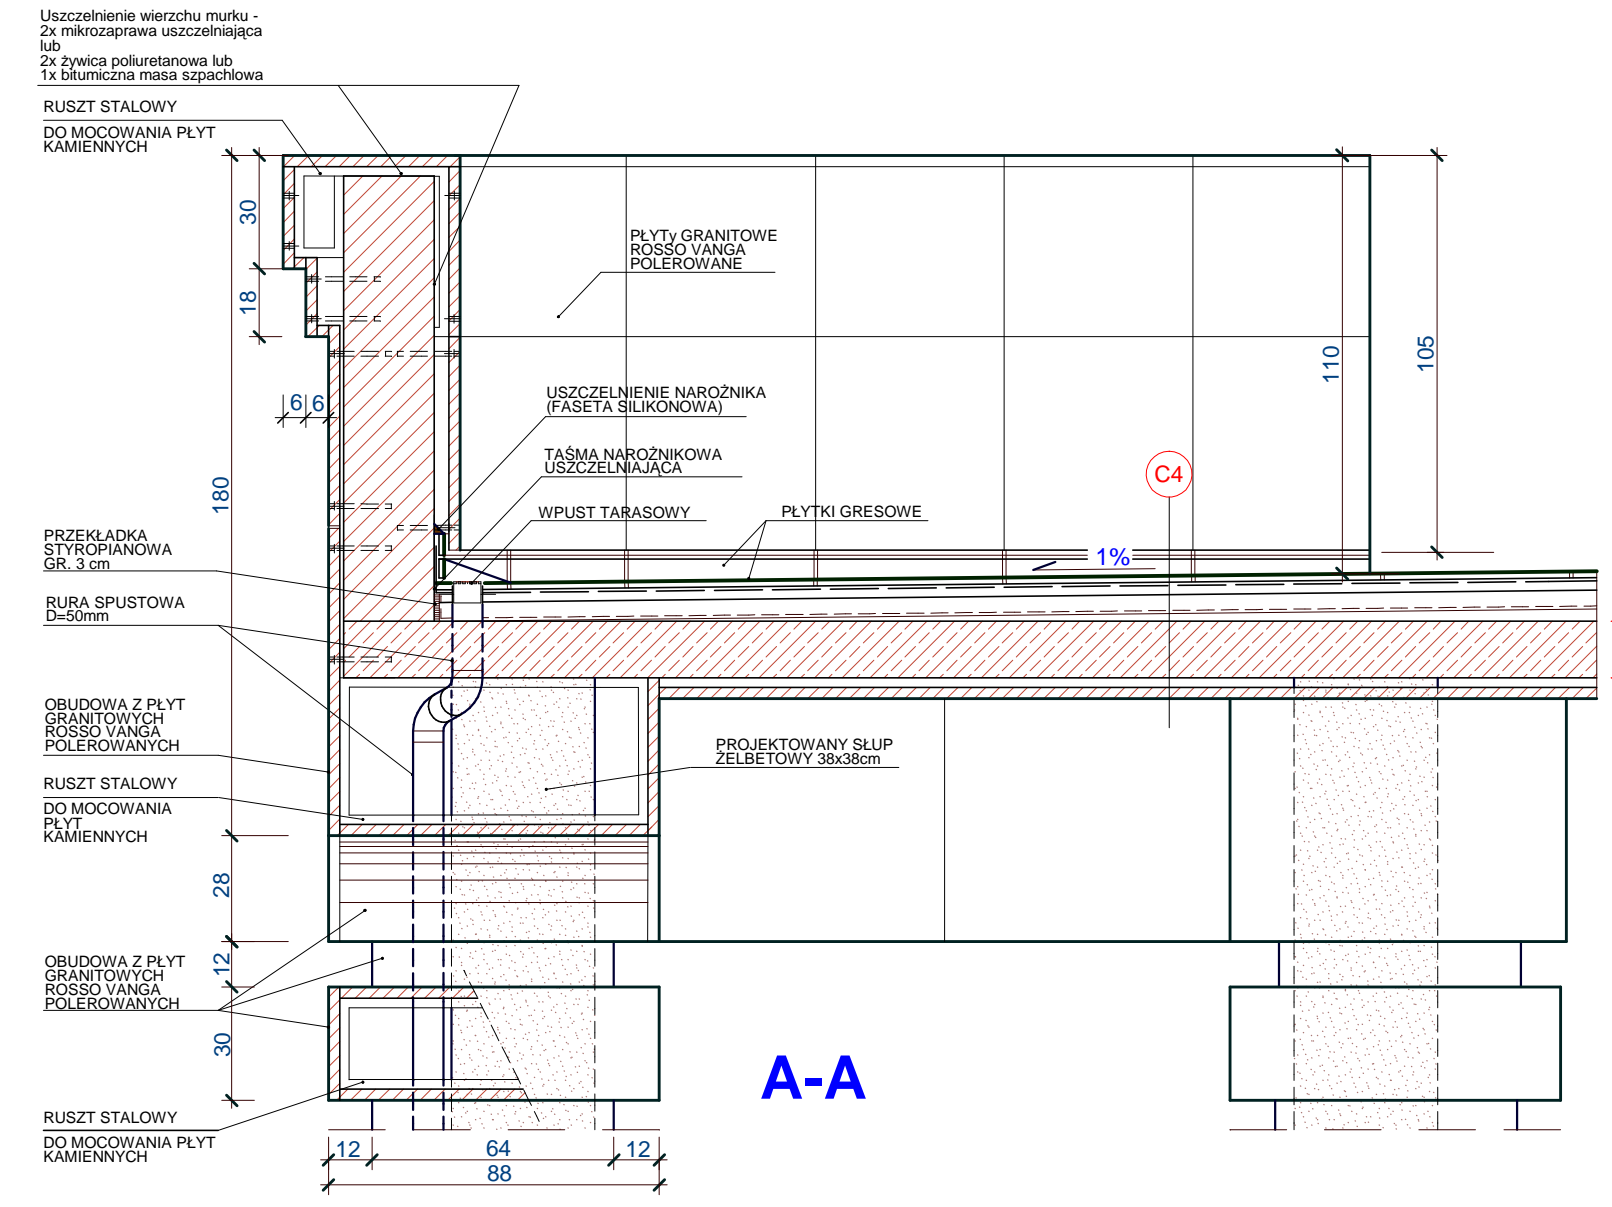 Uszczelnienie wierzchu murku -
2x mikrozaprawa uszczelniająca
lub
2x żywica poliuretanowa lub
1x bitumiczna masa szpachlowa
RUSZT STALOWY
DO MOCOWANIA PŁYT
KAMIENNYCH
30
18
6 6
180
PŁYTy GRANITOWE
ROSSO VANGA
POLEROWANE
110
105
USZCZELNIENIE NAROŻNIKA
(FASETA SILIKONOWA)
TAŚMA NAROŻNIKOWA
USZCZELNIAJĄCA
WPUST TARASOWY
PŁYTKI GRESOWE
C4
1%
PRZEKŁADKA
STYROPIANOWA
GR. 3 cm
RURA SPUSTOWA
D=50mm
OBUDOWA Z PŁYT
GRANITOWYCH
ROSSO VANGA
POLEROWANYCH
PROJEKTOWANY SŁUP
ŻELBETOWY 38x38cm
RUSZT STALOWY
DO MOCOWANIA
PŁYT
KAMIENNYCH
28
12
30
OBUDOWA Z PŁYT
GRANITOWYCH
ROSSO VANGA
POLEROWANYCH
A-A
RUSZT STALOWY
DO MOCOWANIA PŁYT
KAMIENNYCH
12 64 12
88